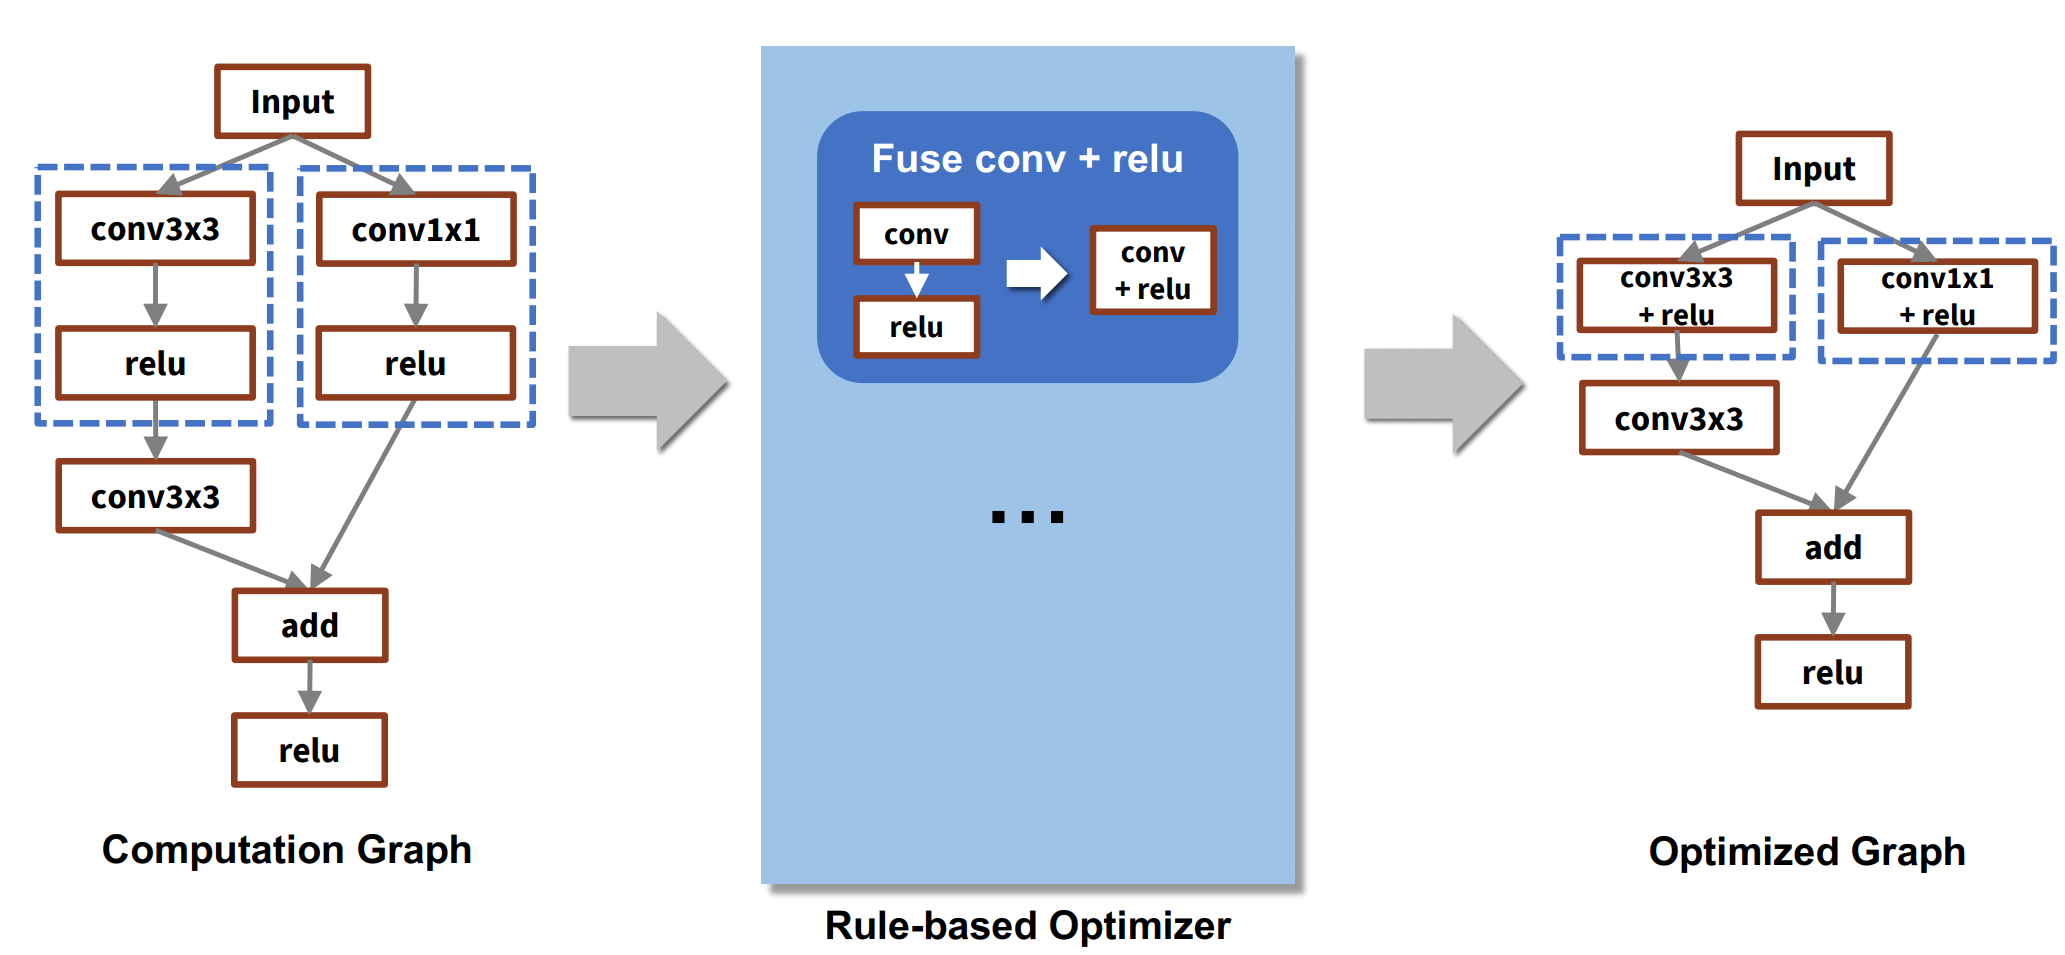 Input
conv3x3
conv1x1
relu
relu
conv3x3
add
relu
Computation Graph
Fuse conv + relu
conv
relu
conv
+ relu
...
Rule-based Optimizer
Input
conv3x3
+ relu
conv1x1
+ relu
conv3x3
add
relu
Optimized Graph